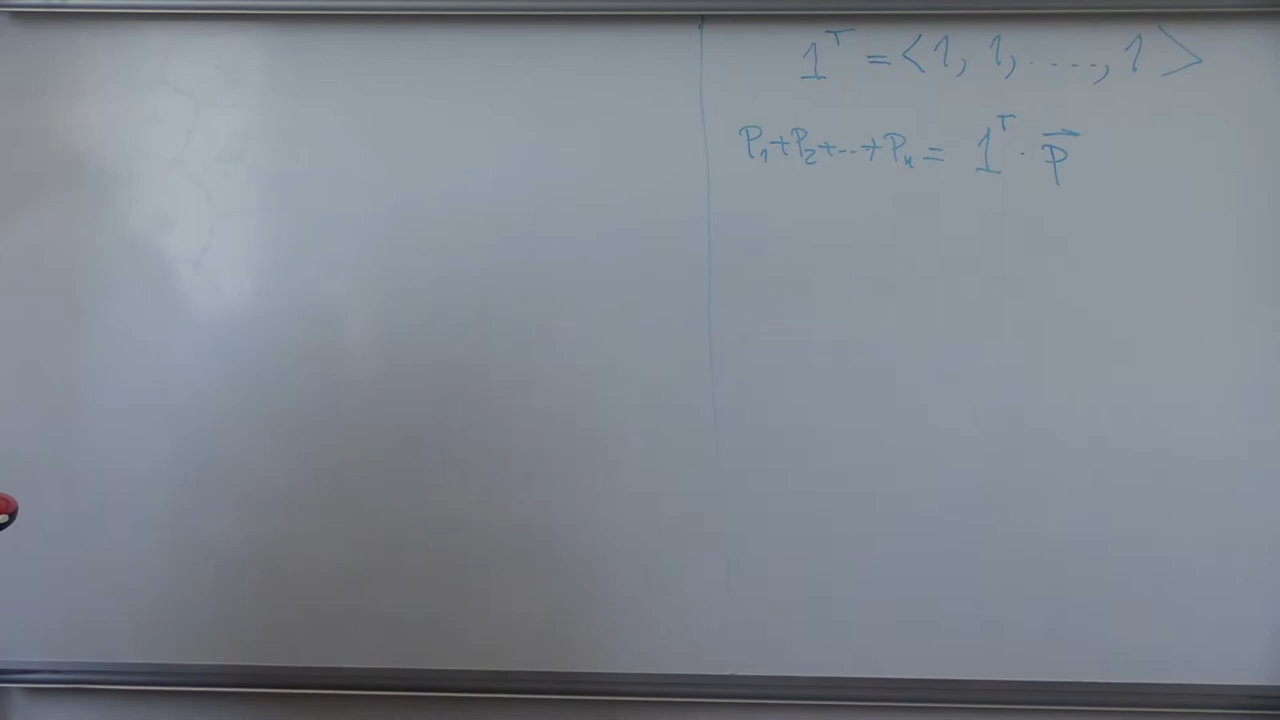 1ᵀ = <1, 1, ....., 1>
P₁+P₂+...+Pₙ = 1ᵀ · p⃗